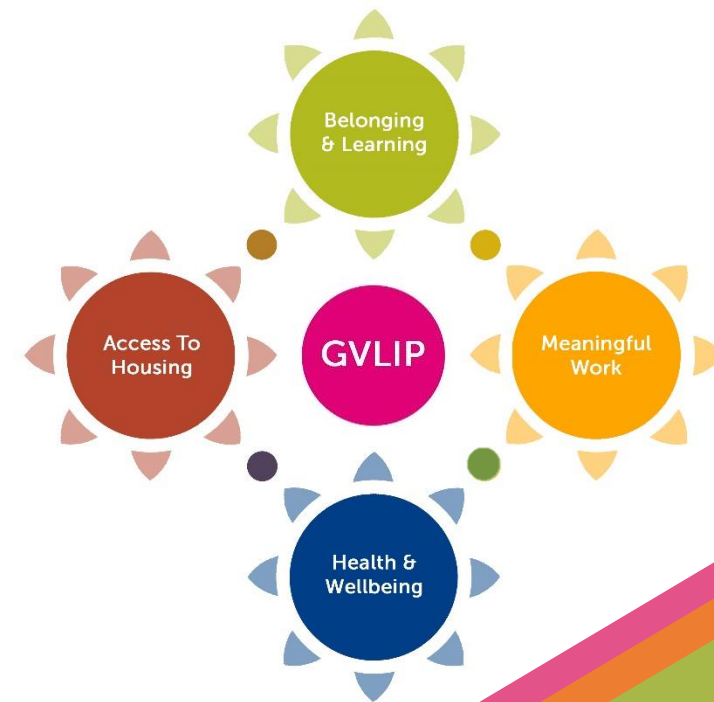 Belonging
& Learning
Access To
Housing
GVLIP
Meaningful
Work
Health &
Wellbeing